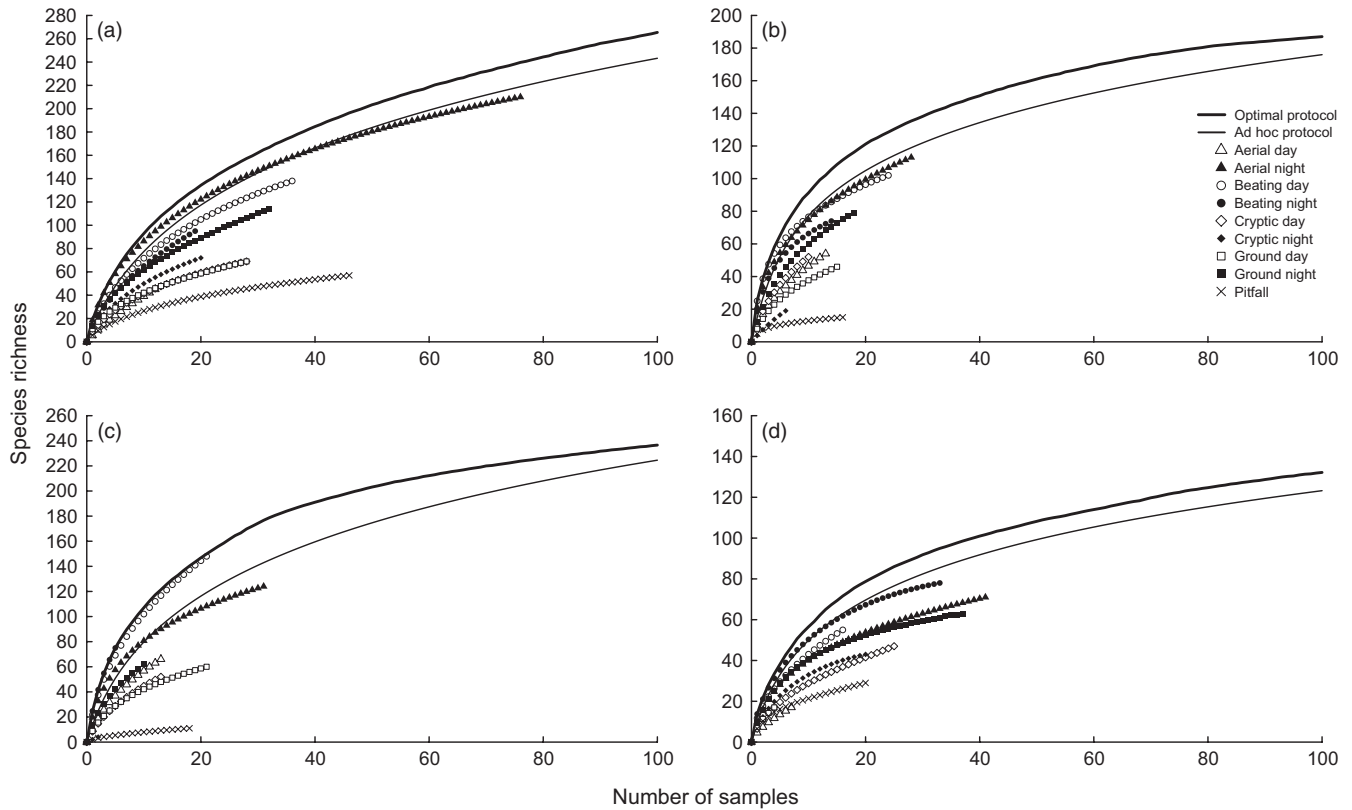 Species richness
280
260
240
220
200
180
160
140
120
100
80
60
40
20
0
(a)
0 20 40 60 80 100
200
180
160
140
120
100
80
60
40
20
0
(b)
Optimal protocol
Ad hoc protocol
Aerial day
Aerial night
Beating day
Beating night
Cryptic day
Cryptic night
Ground day
Ground night
Pitfall
0 20 40 60 80 100
260
240
220
200
180
160
140
120
100
80
60
40
20
0
(c)
0 20 40 60 80 100
160
140
120
100
80
60
40
20
0
(d)
0 20 40 60 80 100
Number of samples